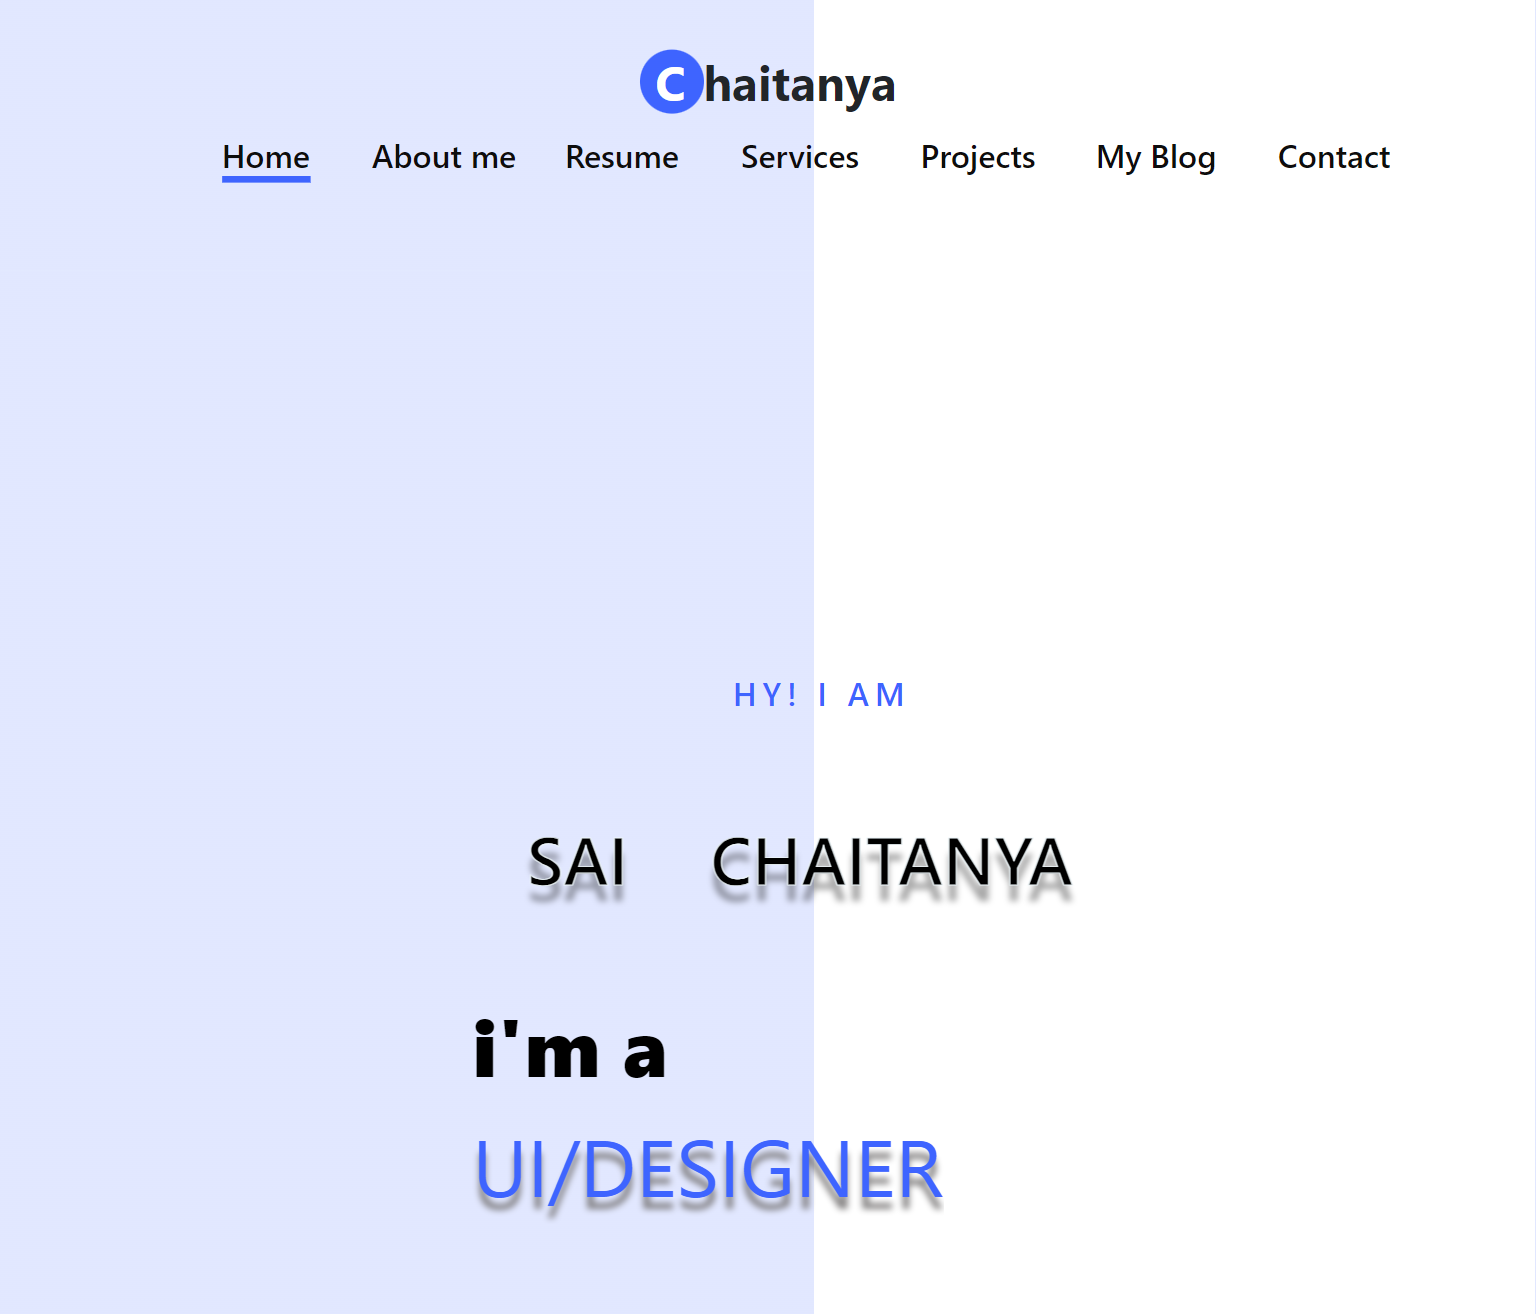 Chaitanya
Home About me Resume Services Projects My Blog Contact
HY! I AM
SAI CHAITANYA
i'm a
UI/DESIGNER